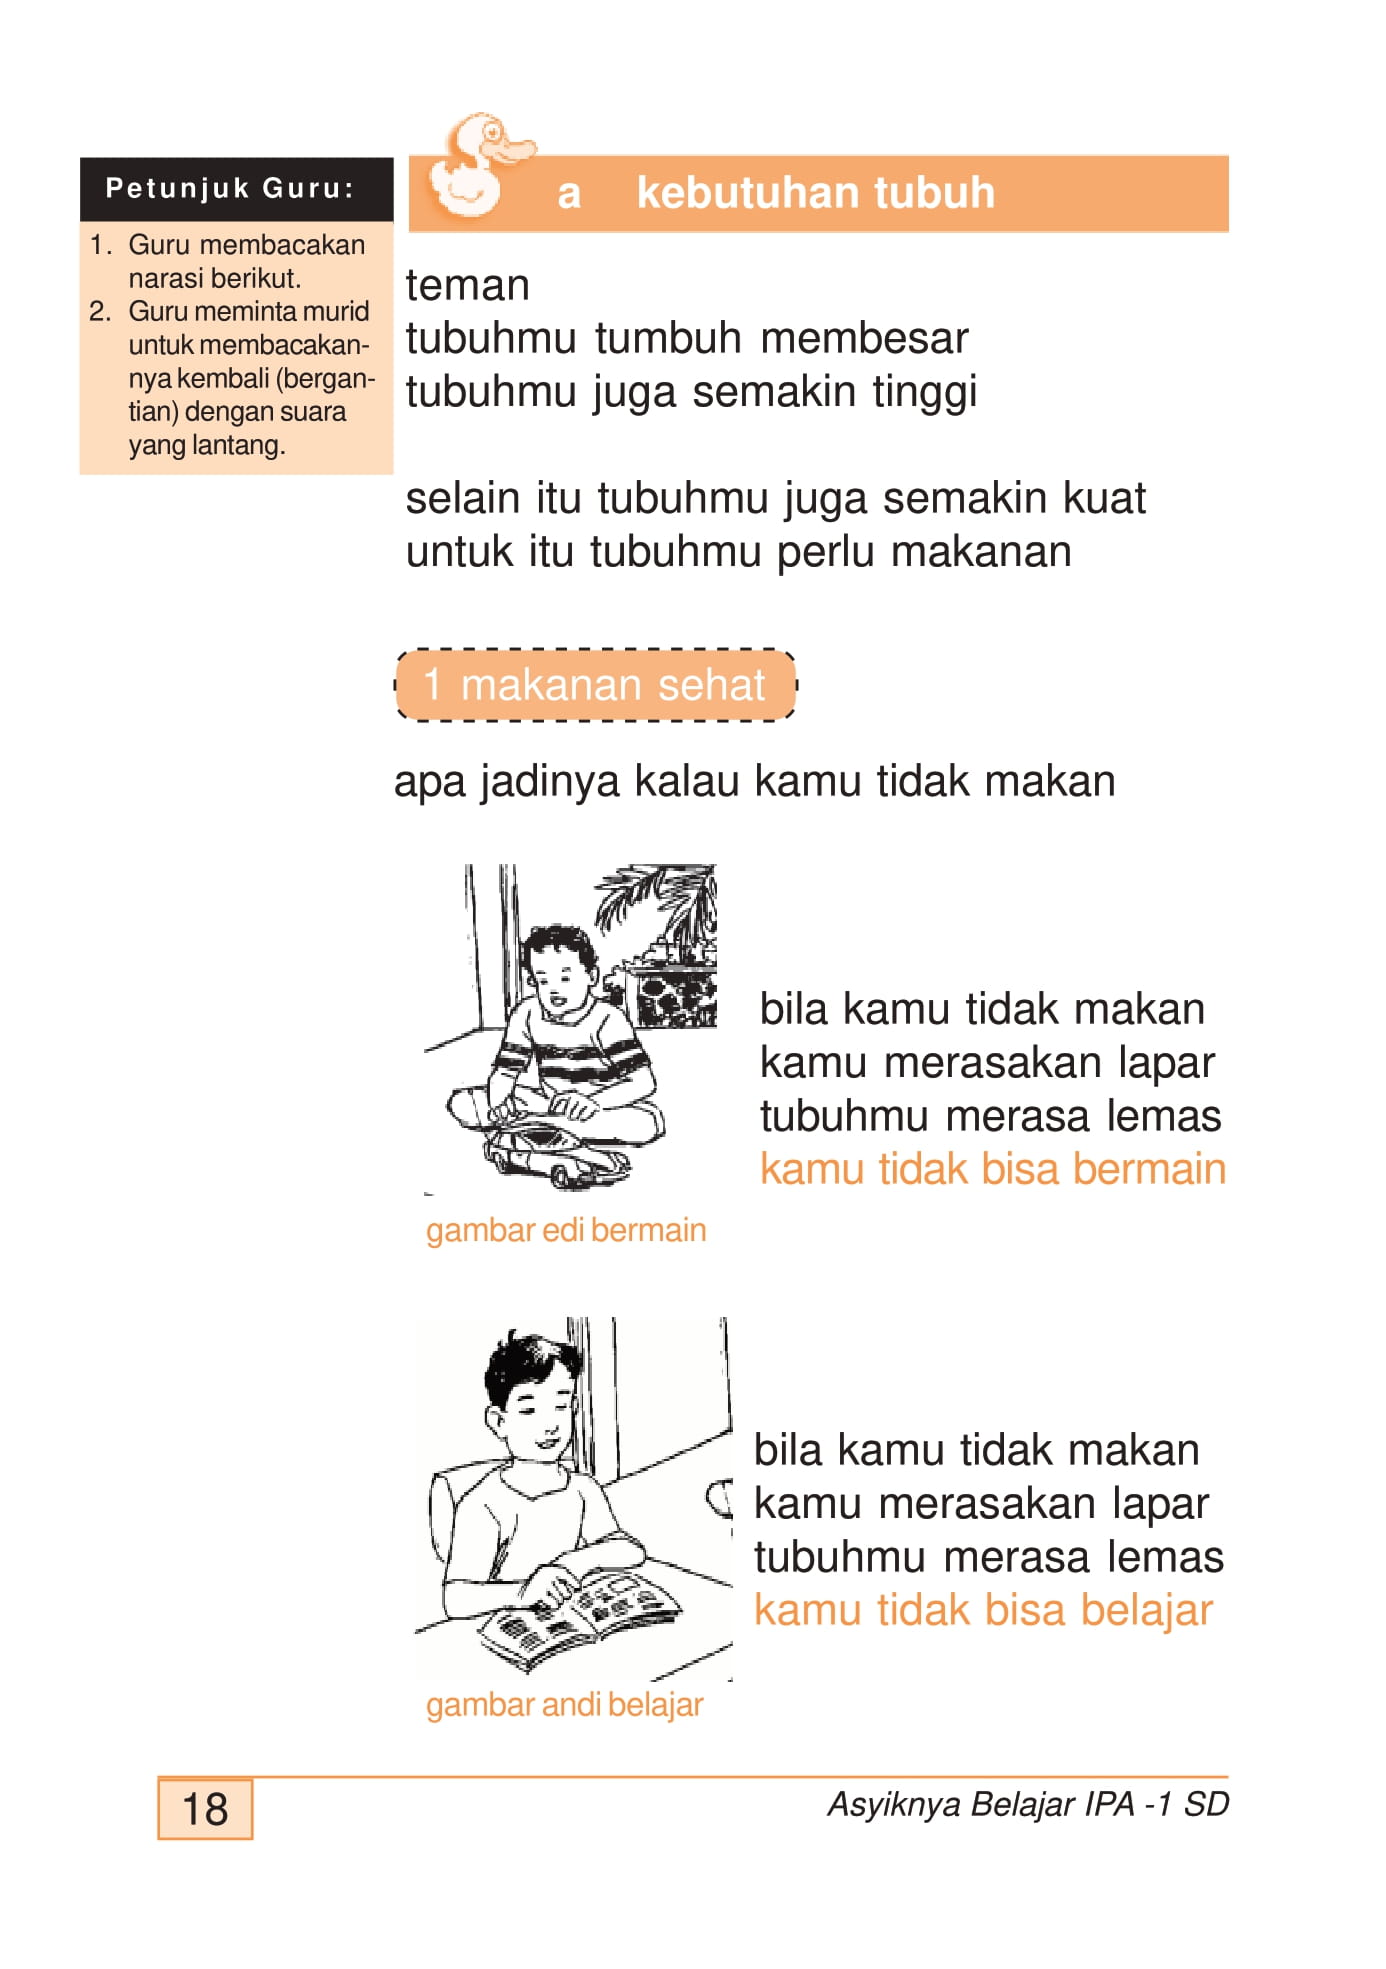 Petunjuk Guru:
1. Guru membacakan
narasi berikut.
2. Guru meminta murid
untuk membacakan-
nya kembali (bergan-
tian) dengan suara
yang lantang.
a kebutuhan tubuh
teman
tubuhmu tumbuh membesar
tubuhmu juga semakin tinggi
selain itu tubuhmu juga semakin kuat
untuk itu tubuhmu perlu makanan
1 makanan sehat
apa jadinya kalau kamu tidak makan
bila kamu tidak makan
kamu merasakan lapar
tubuhmu merasa lemas
kamu tidak bisa bermain
gambar edi bermain
bila kamu tidak makan
kamu merasakan lapar
tubuhmu merasa lemas
kamu tidak bisa belajar
gambar andi belajar
18
Asyiknya Belajar IPA -1 SD